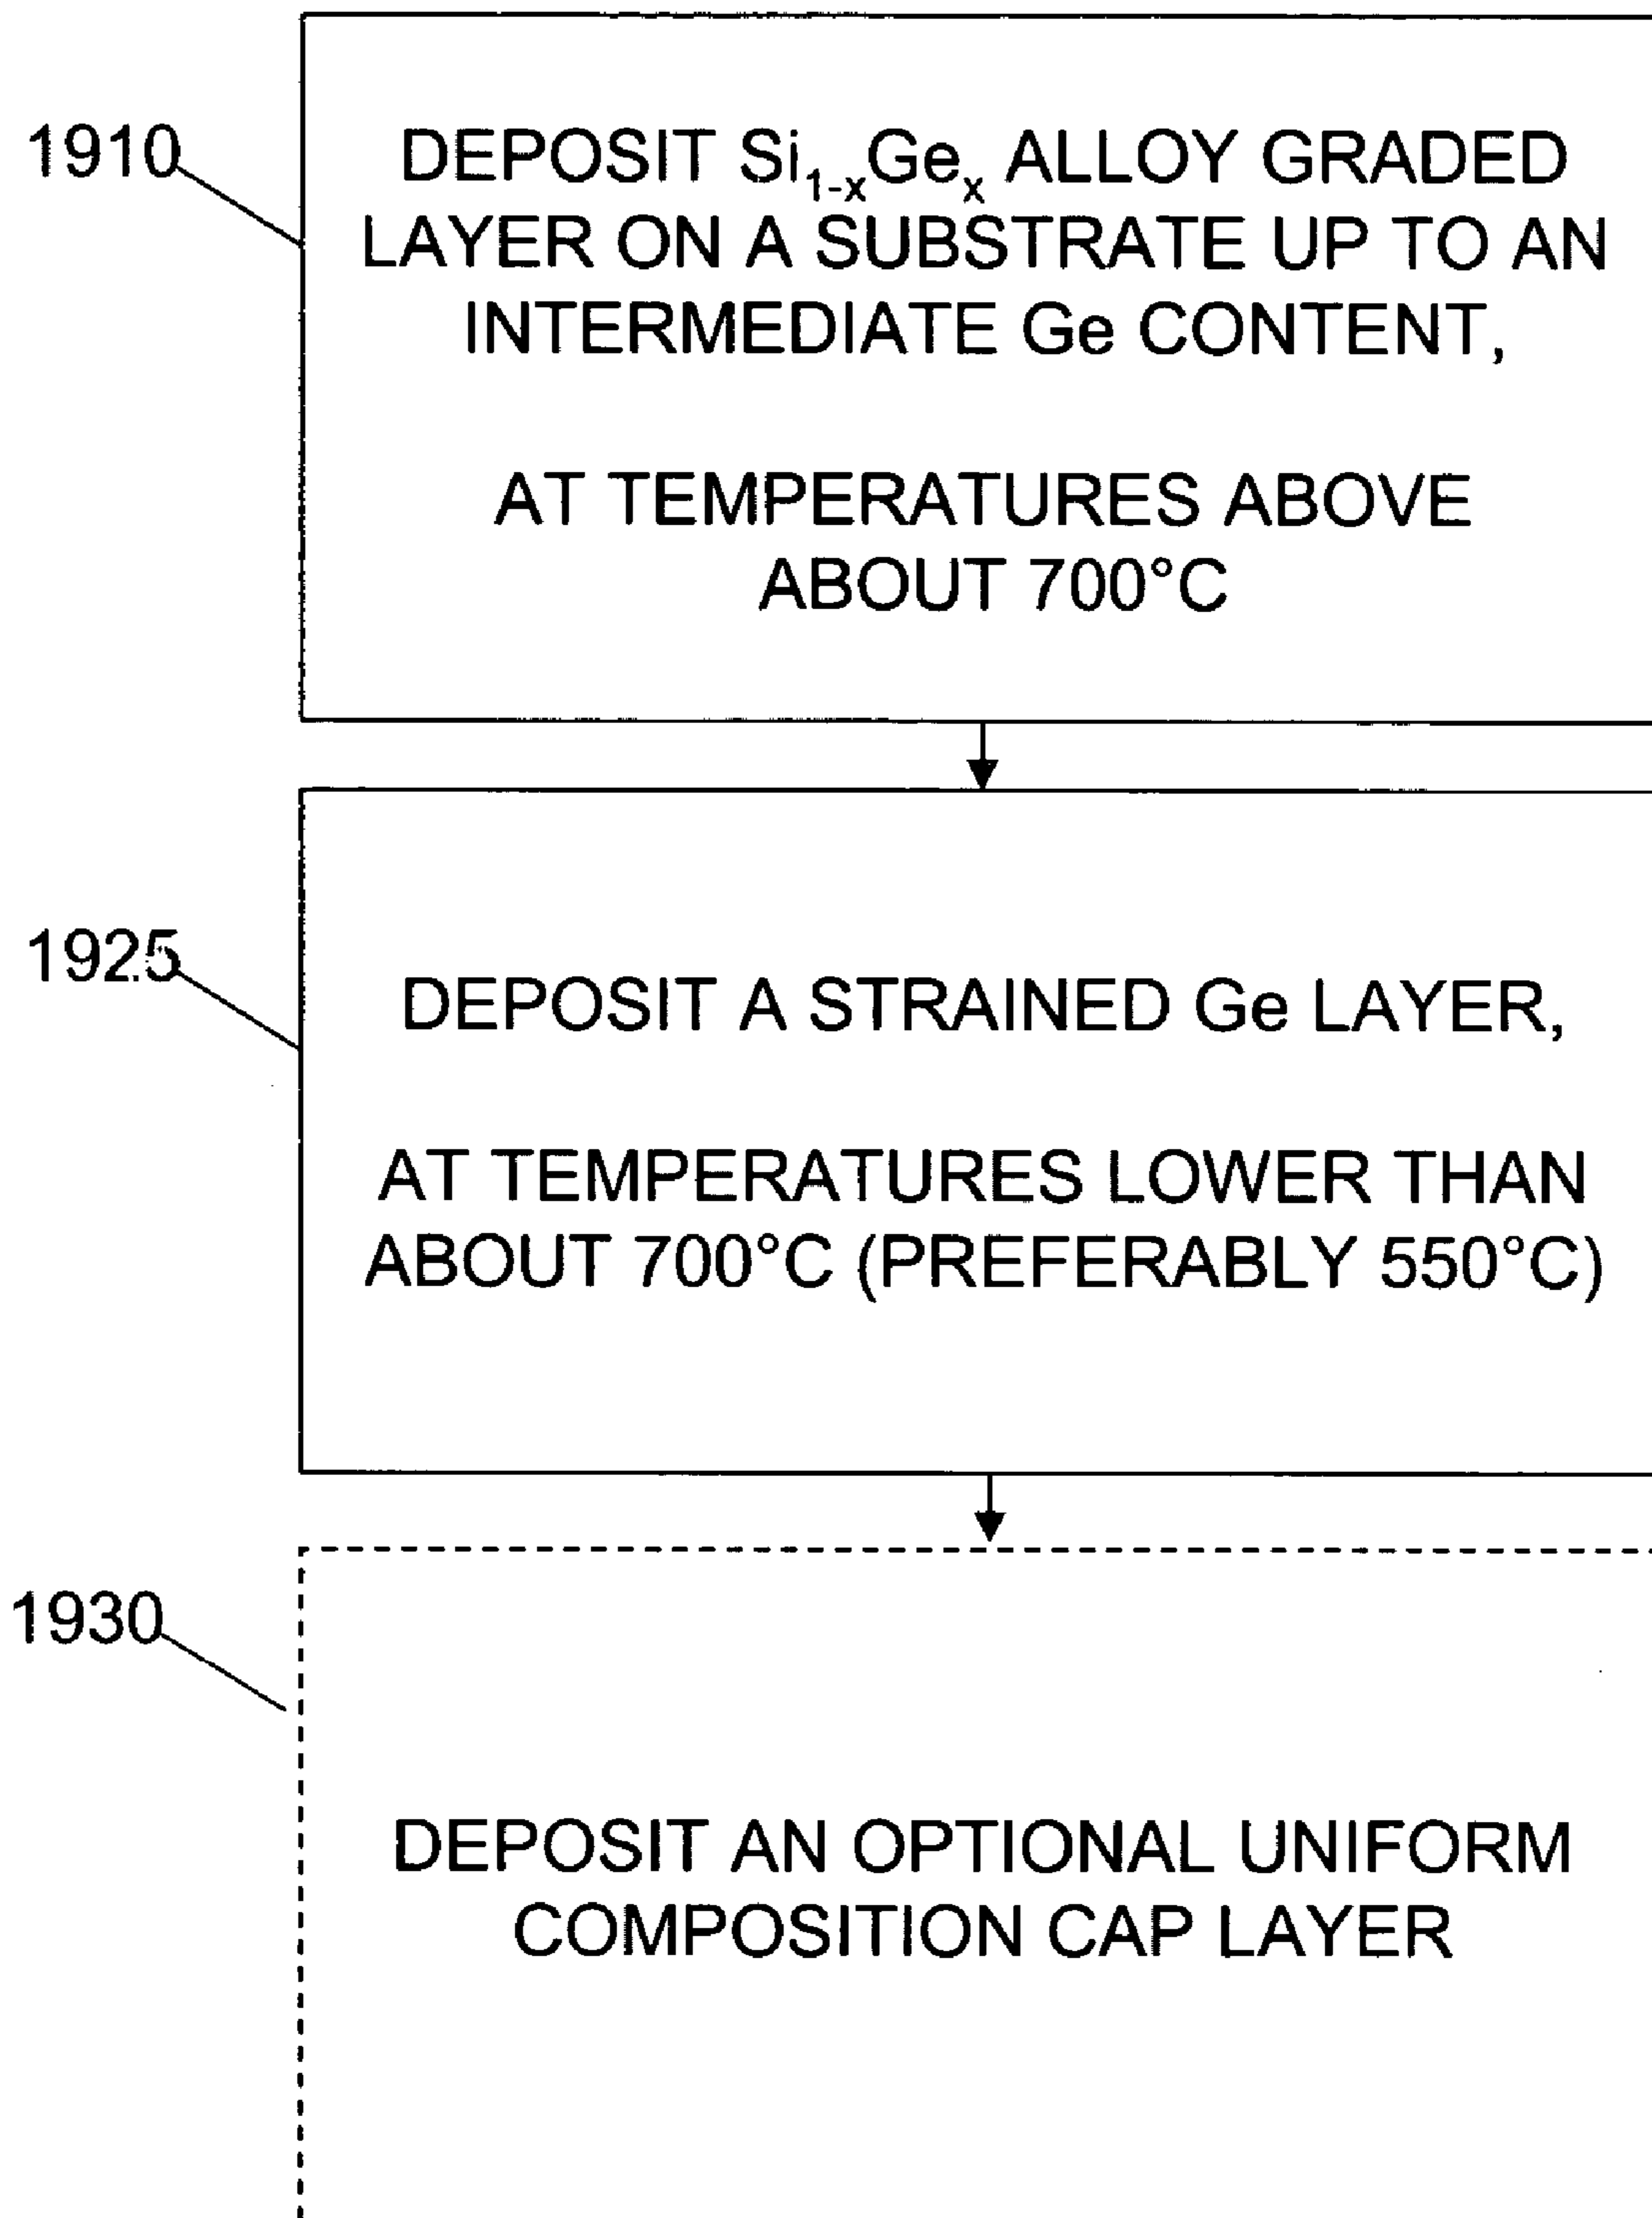 1910
DEPOSIT Si₁₋ₓGeₓ ALLOY GRADED
LAYER ON A SUBSTRATE UP TO AN
INTERMEDIATE Ge CONTENT,
AT TEMPERATURES ABOVE
ABOUT 700°C
1925
DEPOSIT A STRAINED Ge LAYER,
AT TEMPERATURES LOWER THAN
ABOUT 700°C (PREFERABLY 550°C)
1930
DEPOSIT AN OPTIONAL UNIFORM
COMPOSITION CAP LAYER